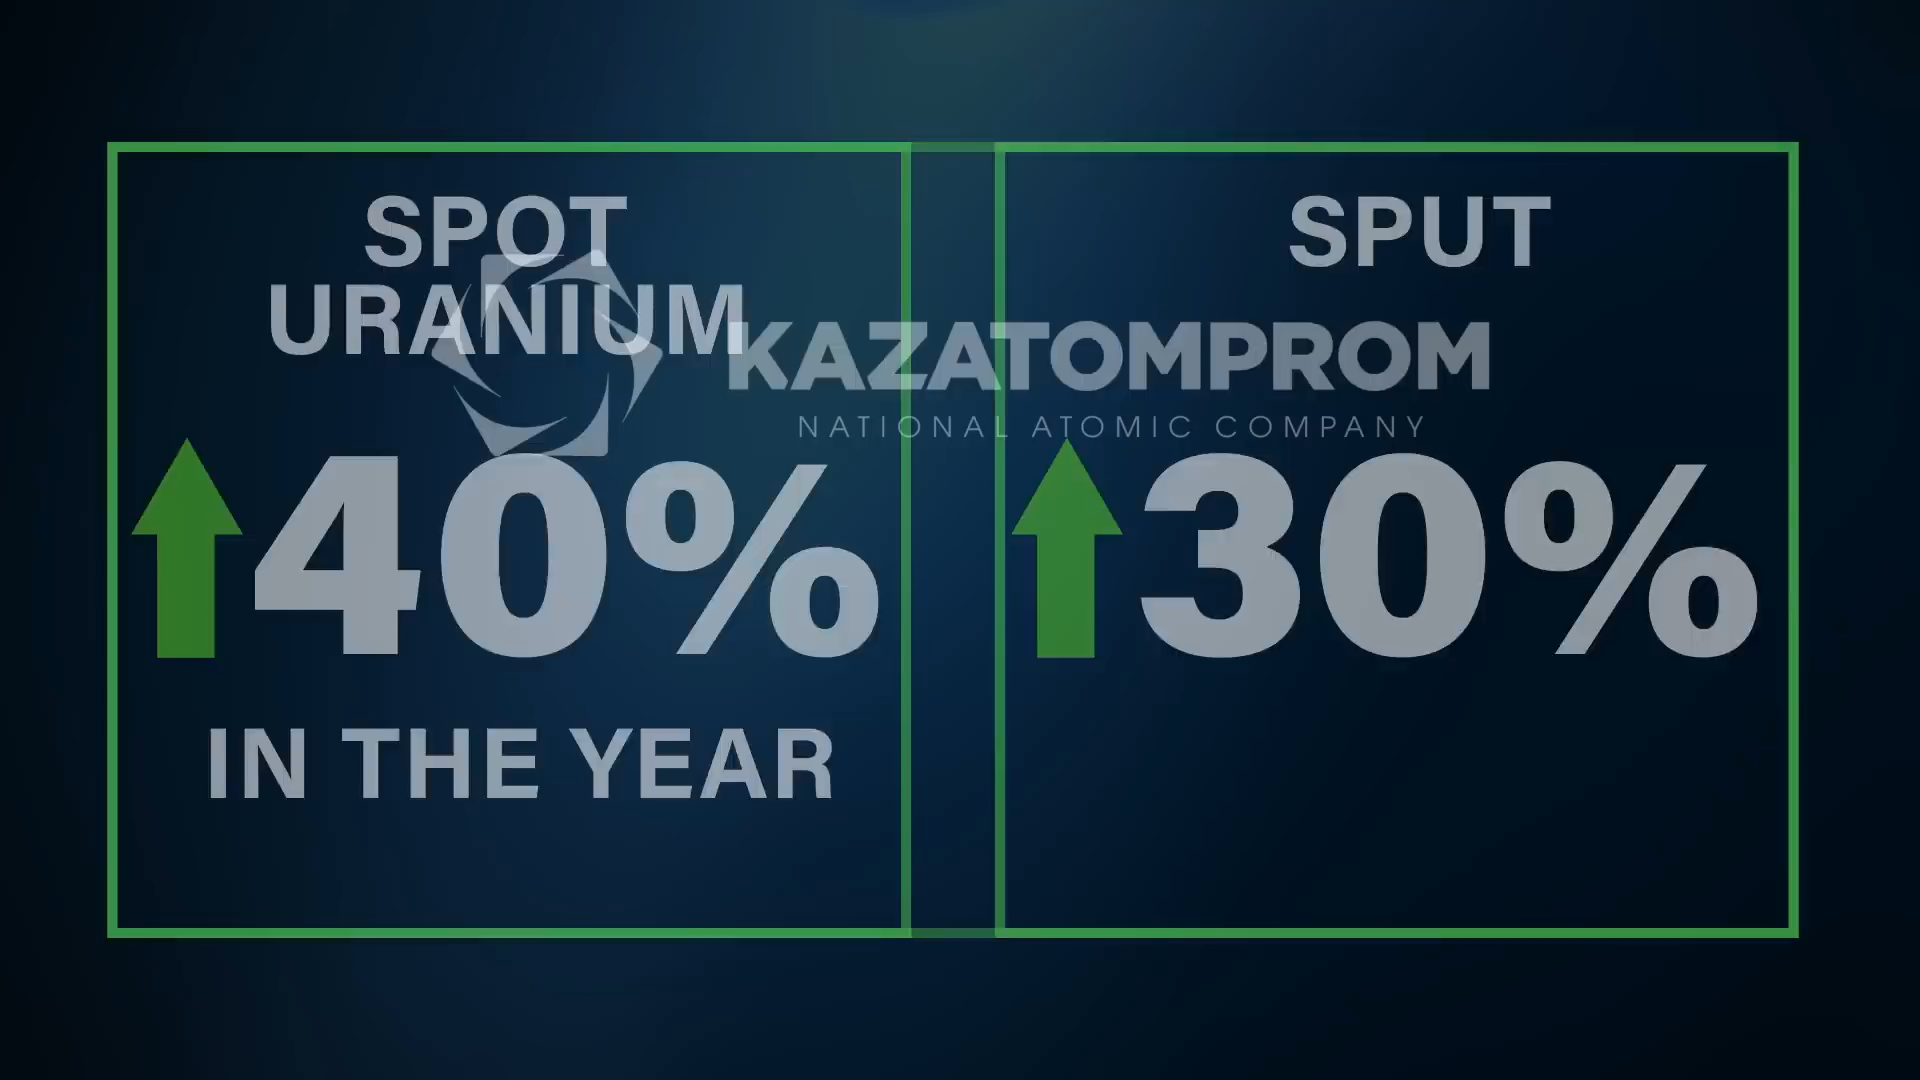 SPOT
URANIUM
40%
IN THE YEAR
SPUT
30%
KAZATOMPROM
NATIONAL ATOMIC COMPANY